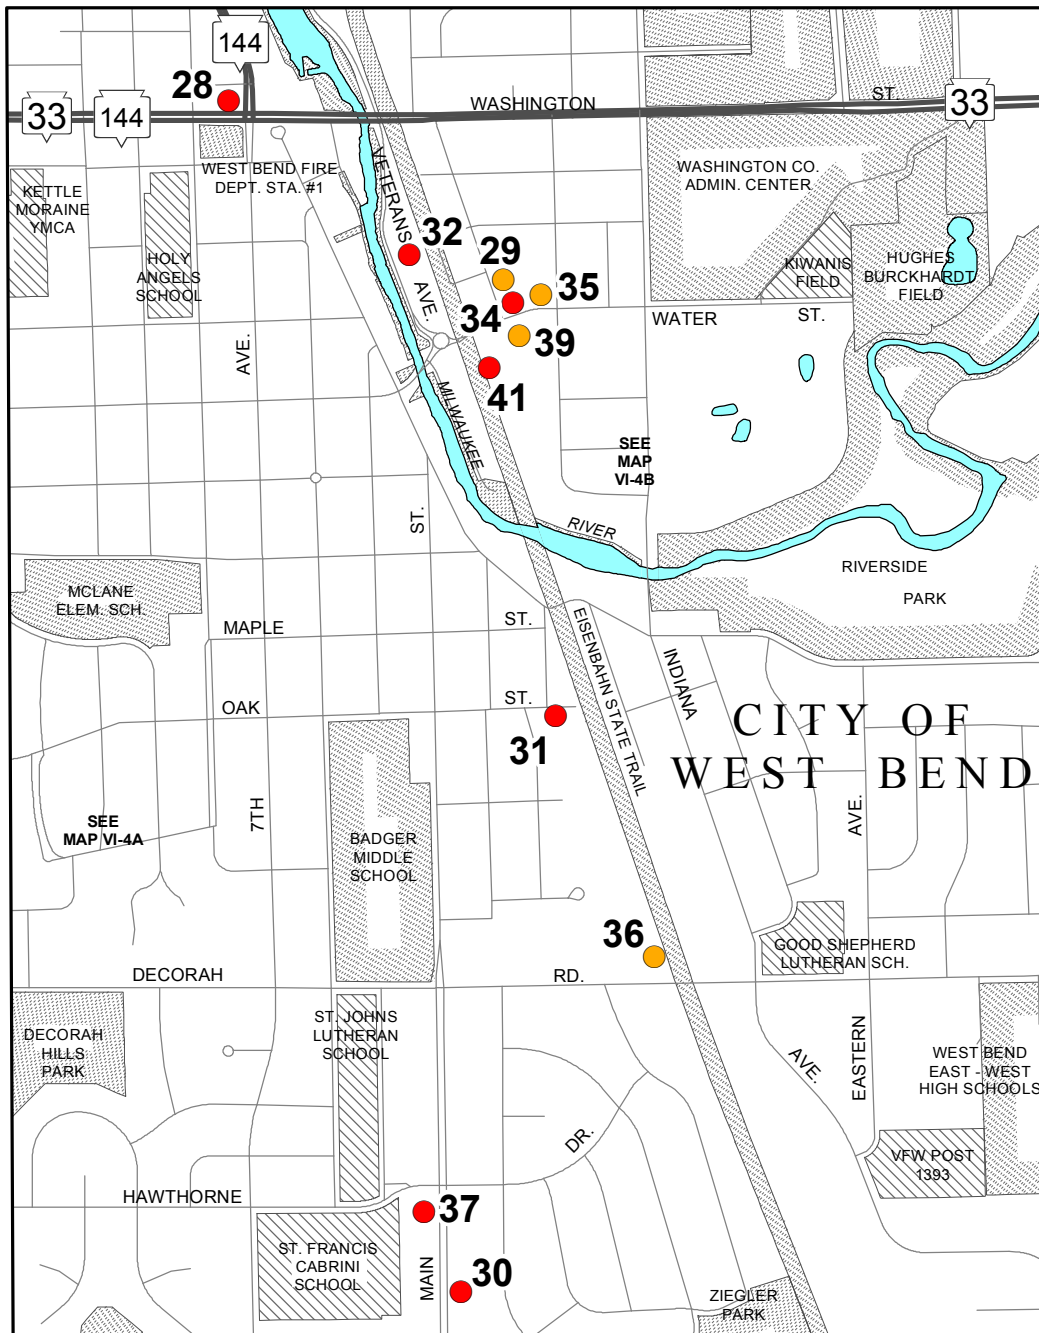 144
28
33
144
WASHINGTON
ST.
33
WEST BEND FIRE
DEPT. STA. #1
VETERANS
AVE.
WASHINGTON CO.
ADMIN. CENTER
KETTLE
MORAINE
YMCA
HOLY
ANGELS
SCHOOL
32
29
35
34
39
41
KIWANIS
FIELD
HUGHES
BURCKHARDT
FIELD
WATER
ST.
AVE.
MILWAUKEE
RIVER
SEE
MAP
VI-4B
ST.
RIVERSIDE
PARK
MCLANE
ELEM. SCH.
MAPLE
ST.
EISENBAHN STATE TRAIL
INDIANA
OAK
ST.
31
CITY OF
WEST BEND
SEE
MAP VI-4A
7TH
BADGER
MIDDLE
SCHOOL
AVE.
36
GOOD SHEPHERD
LUTHERAN SCH.
DECORAH
RD.
DECORAH
HILLS
PARK
ST. JOHNS
LUTHERAN
SCHOOL
AVE.
EASTERN
WEST BEND
EAST - WEST
HIGH SCHOOLS
DR.
VFW POST
1393
HAWTHORNE
37
ST. FRANCIS
CABRINI
SCHOOL
MAIN
30
ZIEGLER
PARK